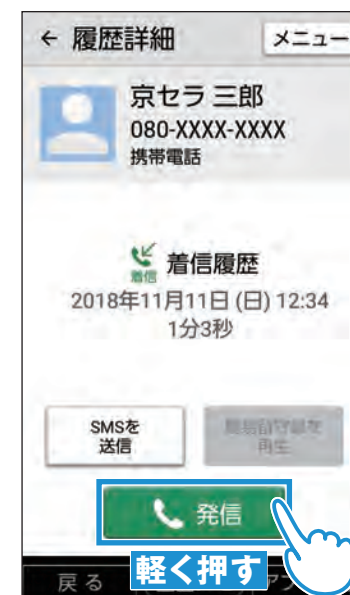 ← 履歴詳細 メニュー
京セラ 三郎
080-XXXX-XXXX
携帯電話
着信 着信履歴
2018年11月11日 (日) 12:34
1分3秒
SMSを
送信
簡易留守録を
再生
発信
軽く押す
戻る